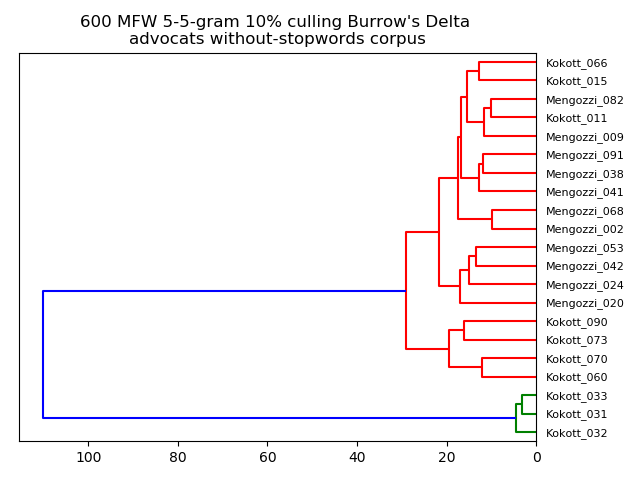 600 MFW 5-5-gram 10% culling Burrow's Delta
advocats without-stopwords corpus
Kokott_066
Kokott_015
Mengozzi_082
Kokott_011
Mengozzi_009
Mengozzi_091
Mengozzi_038
Mengozzi_041
Mengozzi_068
Mengozzi_002
Mengozzi_053
Mengozzi_042
Mengozzi_024
Mengozzi_020
Kokott_090
Kokott_073
Kokott_070
Kokott_060
Kokott_033
Kokott_031
Kokott_032
100 80 60 40 20 0